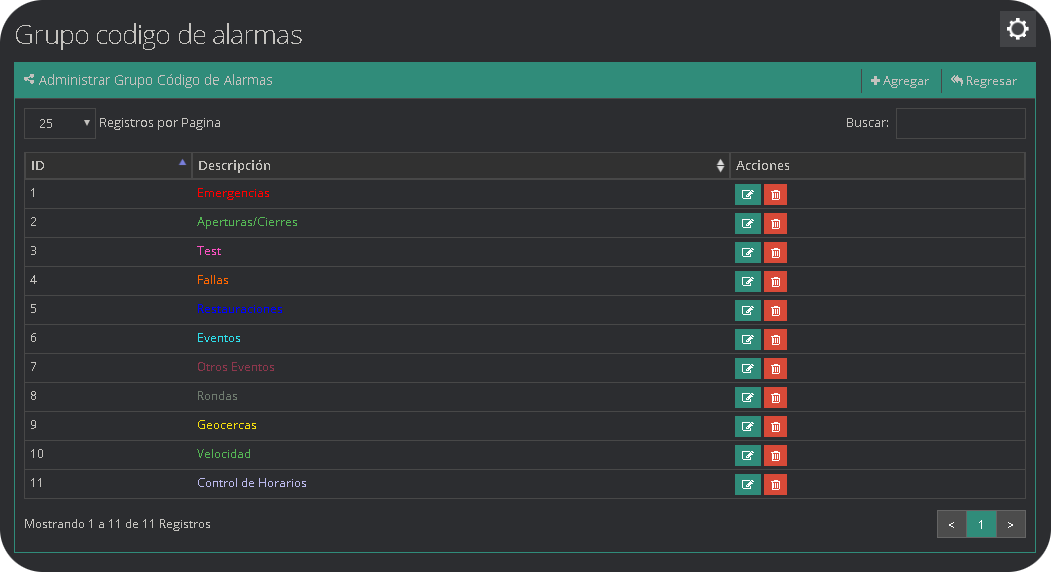 Grupo codigo de alarmas
Administrar Grupo Código de Alarmas Agregar Regresar
25 Registros por Pagina Buscar:
ID Descripción Acciones
1 Emergencias
2 Aperturas/Cierres
3 Test
4 Fallas
5 Restauraciones
6 Eventos
7 Otros Eventos
8 Rondas
9 Geocercas
10 Velocidad
11 Control de Horarios
Mostrando 1 a 11 de 11 Registros < 1 >